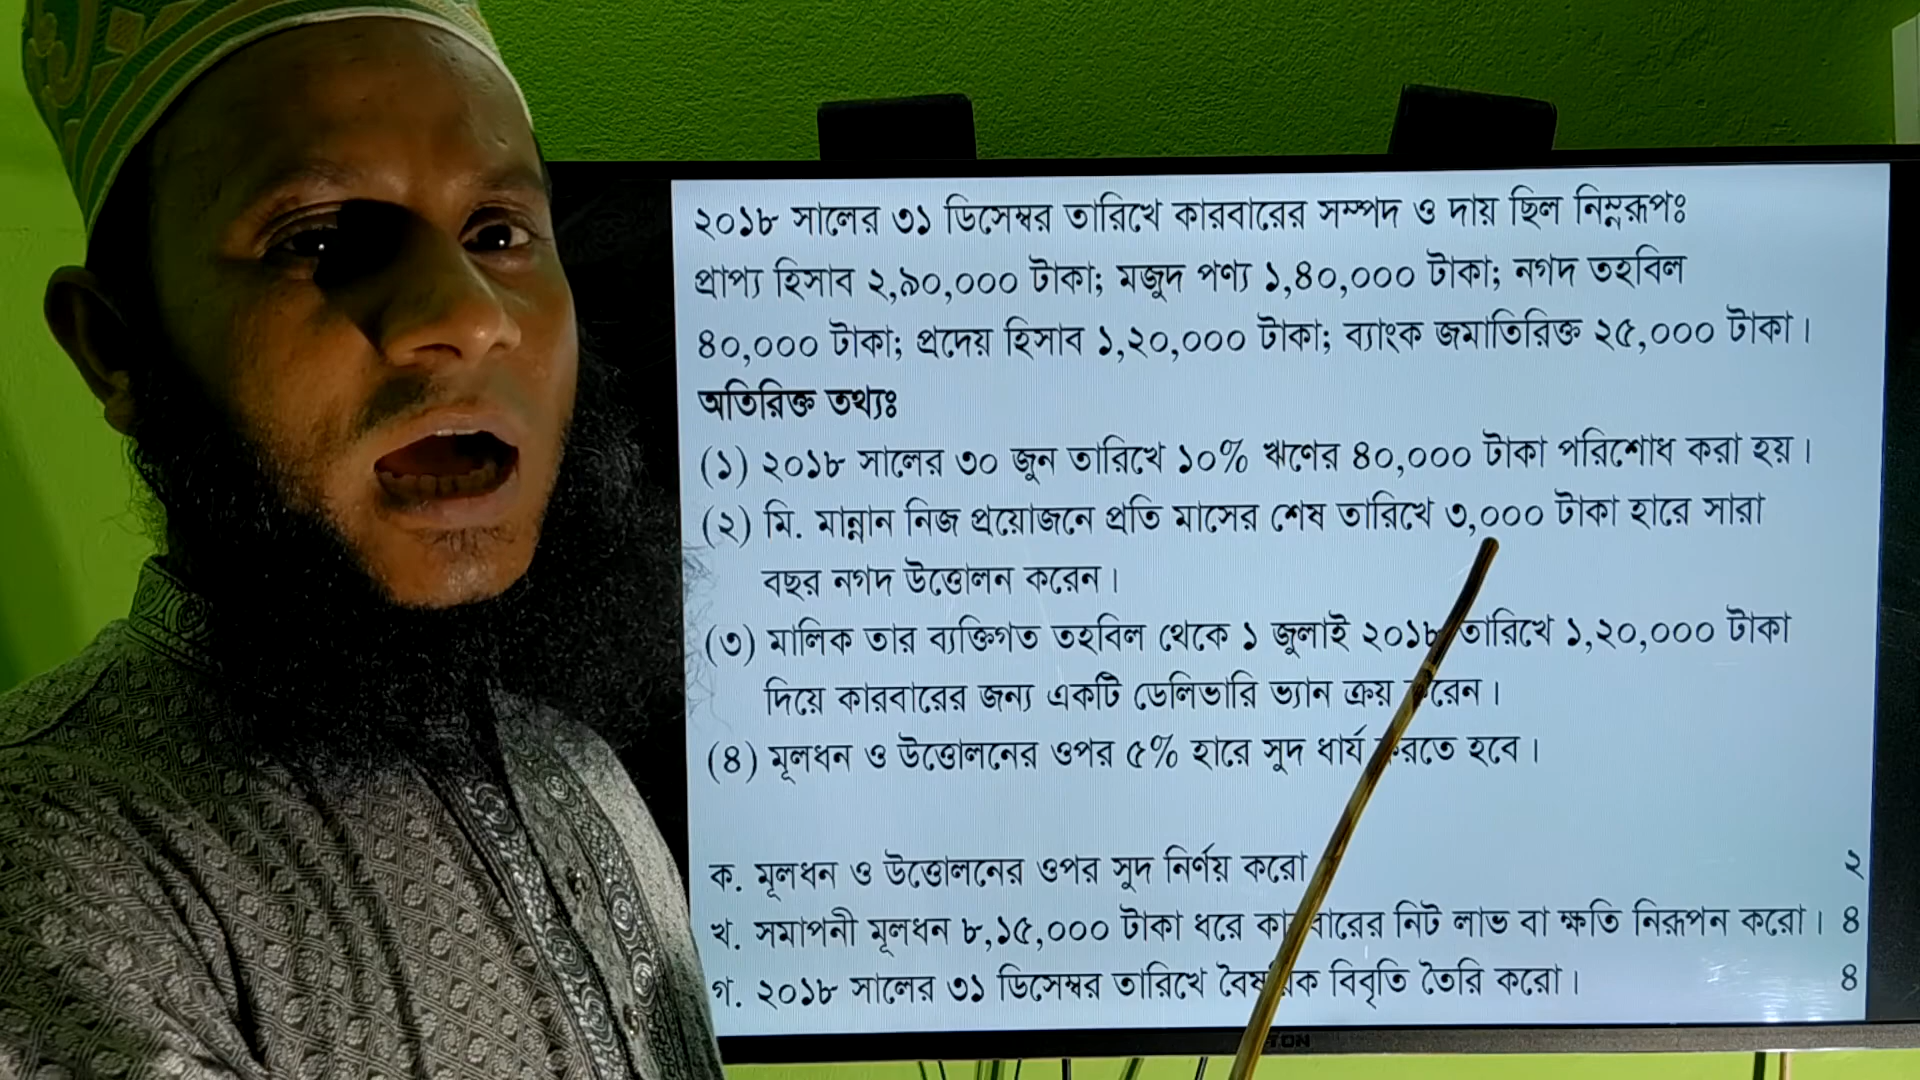 ২০১৮ সালের ৩১ ডিসেম্বর তারিখে কারবারের সম্পদ ও দায় ছিল নিম্নরূপঃ
প্রাপ্য হিসাব ২,৯০,০০০ টাকা; মজুদ পণ্য ১,৪০,০০০ টাকা; নগদ তহবিল
৪০,০০০ টাকা; প্রদেয় হিসাব ১,২০,০০০ টাকা; ব্যাংক জমাতিরিক্ত ২৫,০০০ টাকা।
অতিরিক্ত তথ্যঃ
(১) ২০১৮ সালের ৩০ জুন তারিখে ১০% ঋণের ৪০,০০০ টাকা পরিশোধ করা হয়।
(২) মি. মান্নান নিজ প্রয়োজনে প্রতি মাসের শেষ তারিখে ৩,০০০ টাকা হারে সারা
বছর নগদ উত্তোলন করেন।
(৩) মালিক তার ব্যক্তিগত তহবিল থেকে ১ জুলাই ২০১৮ তারিখে ১,২০,০০০ টাকা
দিয়ে কারবারের জন্য একটি ডেলিভারি ভ্যান ক্রয় করেন।
(৪) মূলধন ও উত্তোলনের ওপর ৫% হারে সুদ ধার্য করতে হবে।
ক. মূলধন ও উত্তোলনের ওপর সুদ নির্ণয় করো ২
খ. সমাপনী মূলধন ৮,১৫,০০০ টাকা ধরে কারবারের নিট লাভ বা ক্ষতি নিরূপন করো। ৪
গ. ২০১৮ সালের ৩১ ডিসেম্বর তারিখে বৈষয়িক বিবৃতি তৈরি করো। ৪